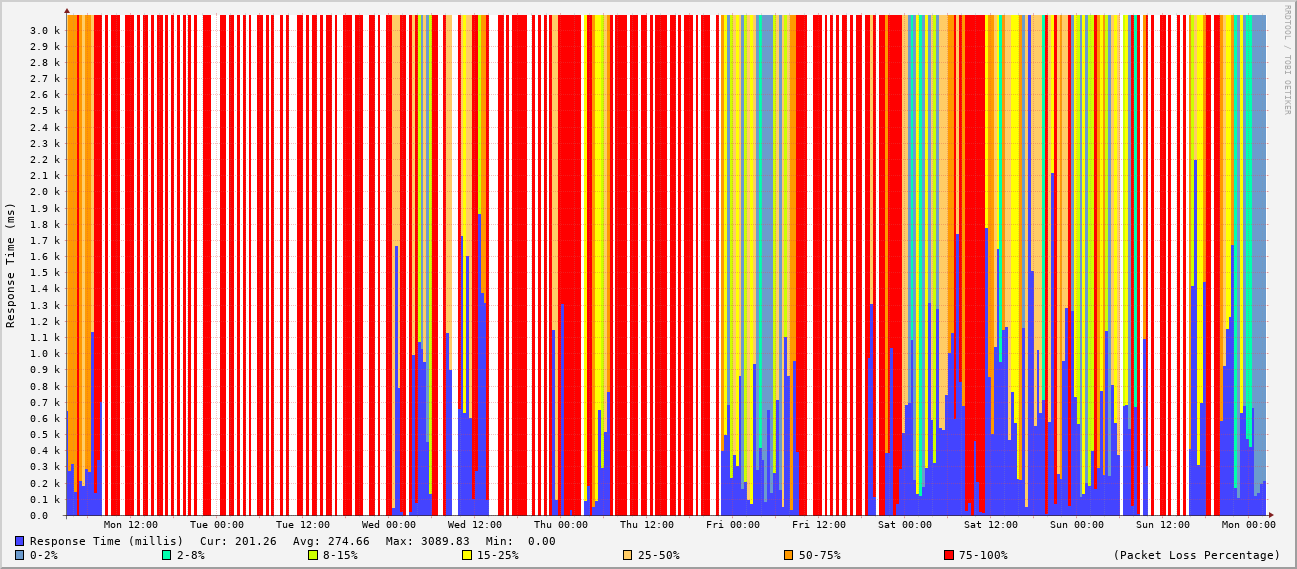 RRDTOOL / TOBI OETIKER
Response Time (ms)
3.0 k
2.9 k
2.8 k
2.7 k
2.6 k
2.5 k
2.4 k
2.3 k
2.2 k
2.1 k
2.0 k
1.9 k
1.8 k
1.7 k
1.6 k
1.5 k
1.4 k
1.3 k
1.2 k
1.1 k
1.0 k
0.9 k
0.8 k
0.7 k
0.6 k
0.5 k
0.4 k
0.3 k
0.2 k
0.1 k
0.0
Mon 12:00 Tue 00:00 Tue 12:00 Wed 00:00 Wed 12:00 Thu 00:00 Thu 12:00 Fri 00:00 Fri 12:00 Sat 00:00 Sat 12:00 Sun 00:00 Sun 12:00 Mon 00:00
Response Time (millis) Cur: 201.26 Avg: 274.66 Max: 3089.83 Min: 0.00
0-2% 2-8% 8-15% 15-25% 25-50% 50-75% 75-100% (Packet Loss Percentage)